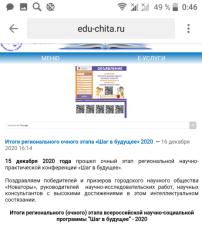 49 % 0:46
edu-chita.ru
МЕНЮ Е-УСЛУГИ
ОБЪЯВЛЕНИЕ
Итоги регионального очного этапа «Шаг в будущее» 2020 — 16 декабря
2020 16:14
15 декабря 2020 года прошел очный этап региональной научно-
практической конференции «Шаг в будущее».
Поздравляем победителей и призеров городского научного общества
«Новаторы», руководителей научно-исследовательских работ, научных
консультантов с высокими достижениями в этом интеллектуальном
состязании.
Итоги регионального (очного) этапа всероссийской научно-социальной
программы "Шаг в будущее" - 2020